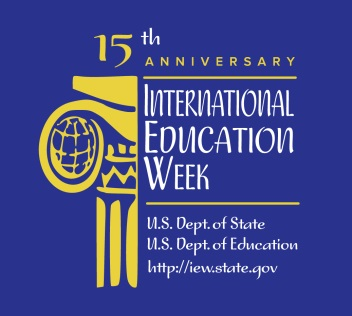 15th
ANNIVERSARY
INTERNATIONAL
EDUCATION
WEEK
U.S. Dept. of State
U.S. Dept. of Education
http://iew.state.gov